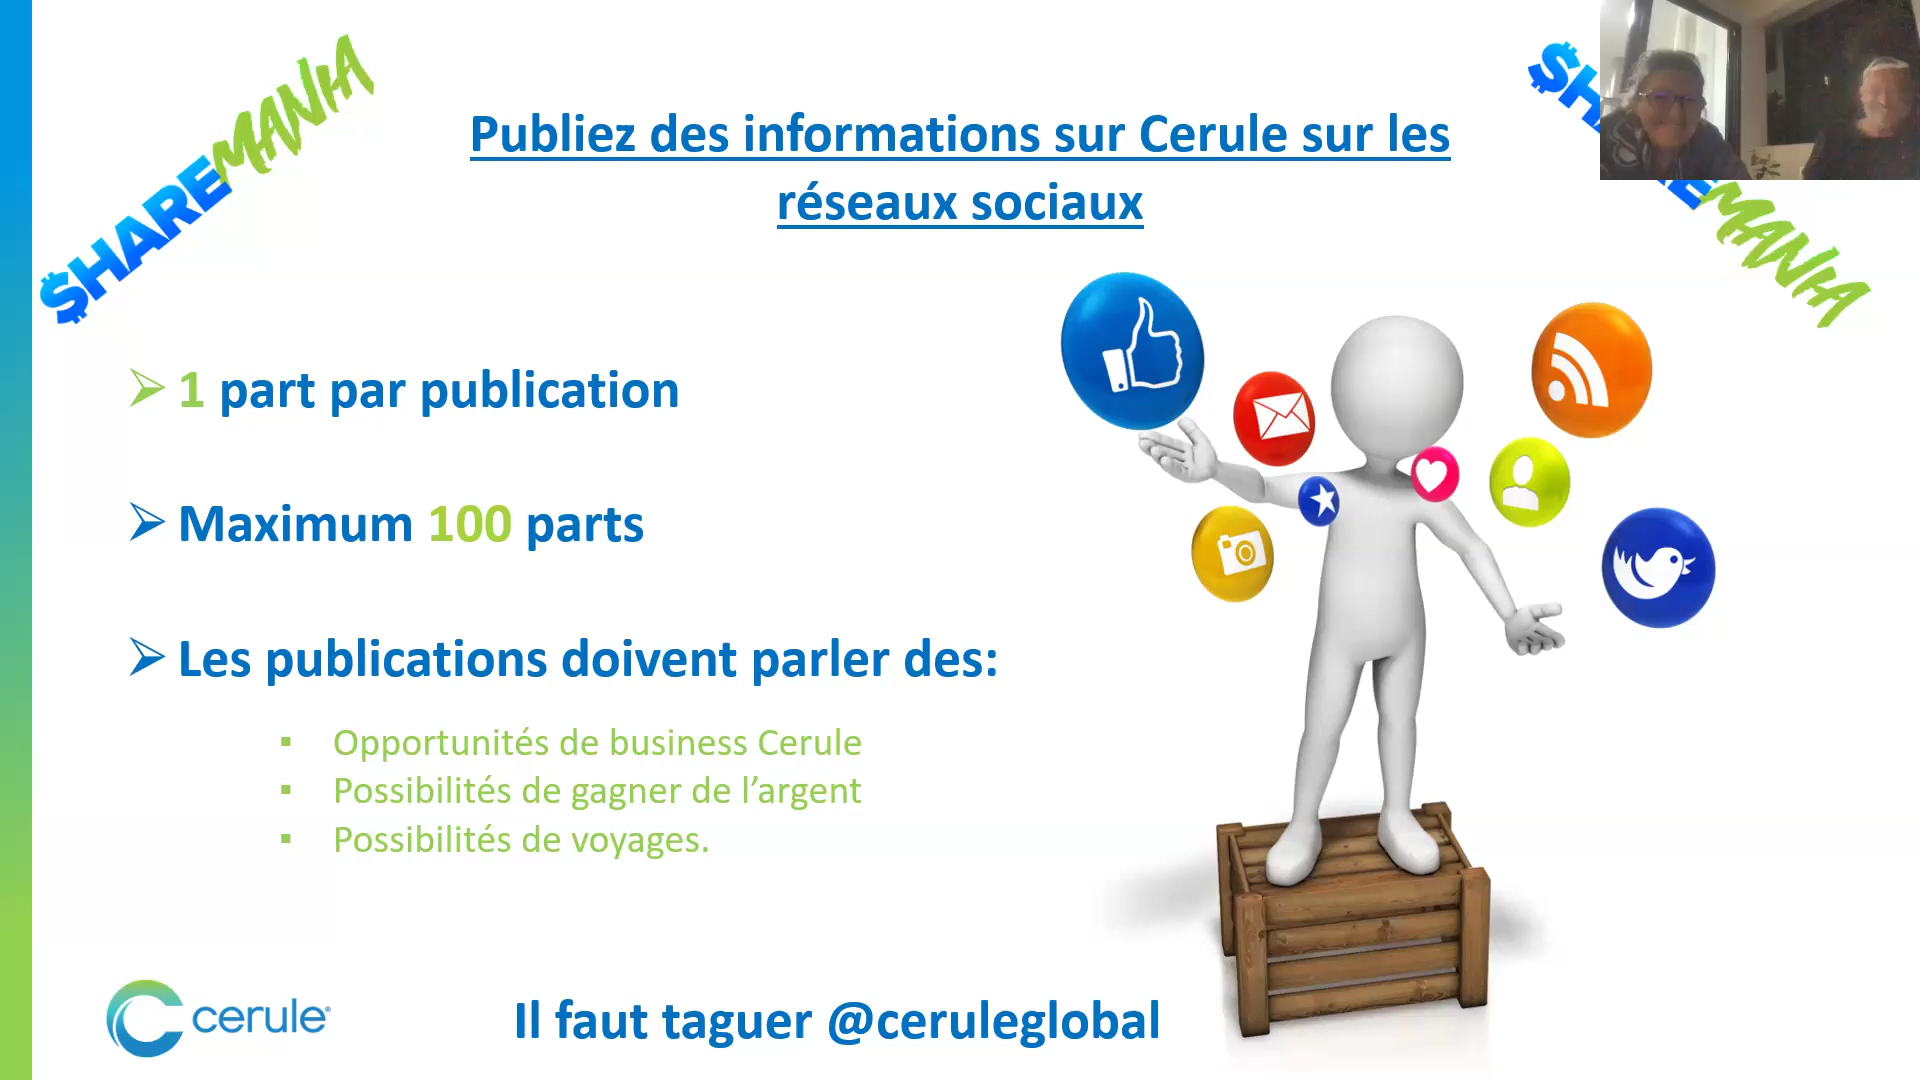 $HAREMANIA
Publiez des informations sur Cerule sur les
réseaux sociaux
1 part par publication
Maximum 100 parts
Les publications doivent parler des:
Opportunités de business Cerule
Possibilités de gagner de l’argent
Possibilités de voyages.
cerule®
Il faut taguer @ceruleglobal
$H
E MANIA